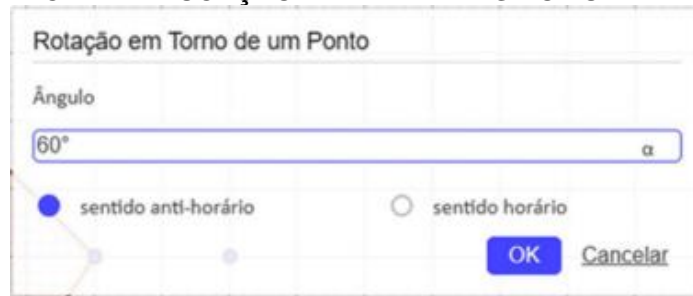 Rotação em Torno de um Ponto
Ângulo
60° α
sentido anti-horário sentido horário
OK Cancelar